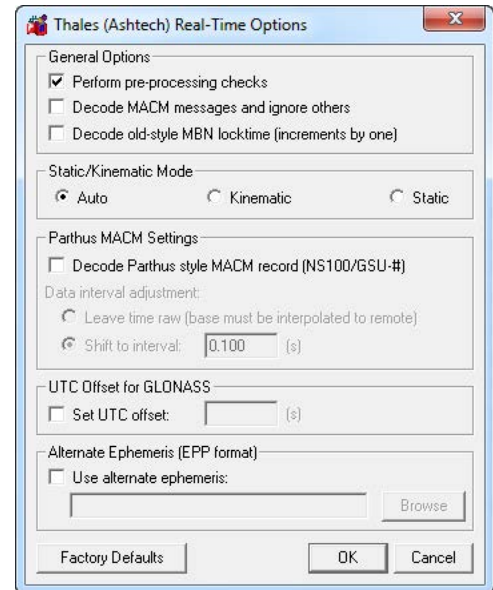 Thales (Ashtech) Real-Time Options
General Options
Perform pre-processing checks
Decode MACM messages and ignore others
Decode old-style MBN locktime (increments by one)
Static/Kinematic Mode
Auto Kinematic Static
Parthus MACM Settings
Decode Parthus style MACM record (NS100/GSU-#)
Data interval adjustment:
Leave time raw (base must be interpolated to remote)
Shift to interval: 0.100 (s)
UTC Offset for GLONASS
Set UTC offset: (s)
Alternate Ephemeris (EPP format)
Use alternate ephemeris:
Browse
Factory Defaults OK Cancel